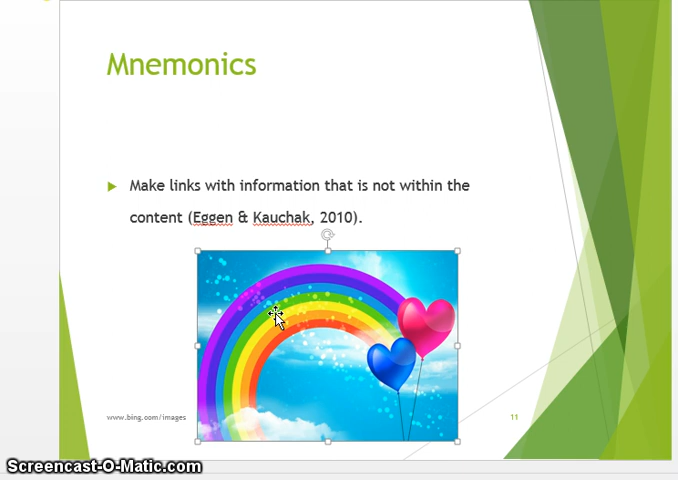 Mnemonics
Make links with information that is not within the
content (Eggen & Kauchak, 2010).
www.bing.com/images
11
Screencast-O-Matic.com